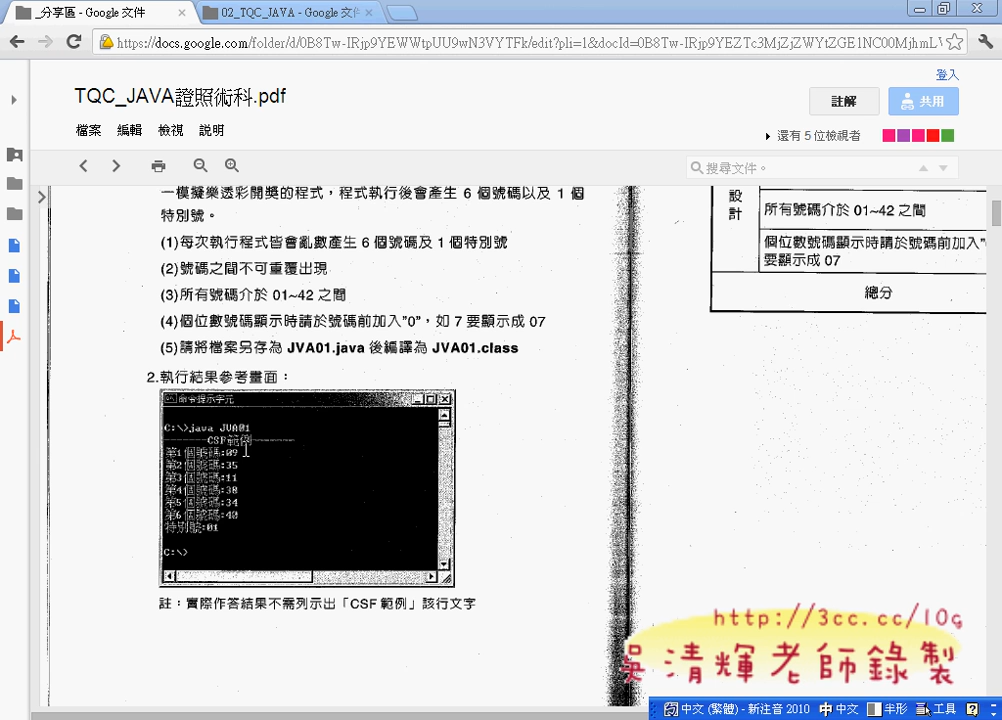 _分享區 - Google 文件
02_TQC_JAVA - Google 文件
https://docs.google.com/folder/d/0B8Tw-IRjp9YEWWtpUU9wN3VYTFk/edit?pli=1&docId=0B8Tw-IRjp9YEZTc3MjZjZWYtZGE1NC00Mjhm
登入
TQC_JAVA證照術科.pdf
註解
共用
檔案 編輯 檢視 說明
還有 5 位檢視者
搜尋文件。
一模擬樂透彩開獎的程式，程式執行後會產生 6 個號碼以及 1 個
特別號。
(1)每次執行程式皆會亂數產生 6 個號碼及 1 個特別號
(2)號碼之間不可重覆出現
(3)所有號碼介於 01~42 之間
(4)個位數號碼顯示時請於號碼前加入"0"，如 7 要顯示成 07
(5)請將檔案另存為 JVA01.java 後編譯為 JVA01.class
2.執行結果參考畫面：
命令提示字元
C:\>java JVA01
-------CSF範例-------
第1個號碼:09
第2個號碼:35
第3個號碼:11
第4個號碼:38
第5個號碼:34
第6個號碼:40
特別號:01
C:\>
註：實際作答結果不需列示出「CSF 範例」該行文字
設計
所有號碼介於 01~42 之間
個位數號碼顯示時請於號碼前加入"
要顯示成 07
總分
http://3cc.cc/10g
吳清輝老師錄製
中文 (繁體) - 新注音 2010 中 中文 半形 工具